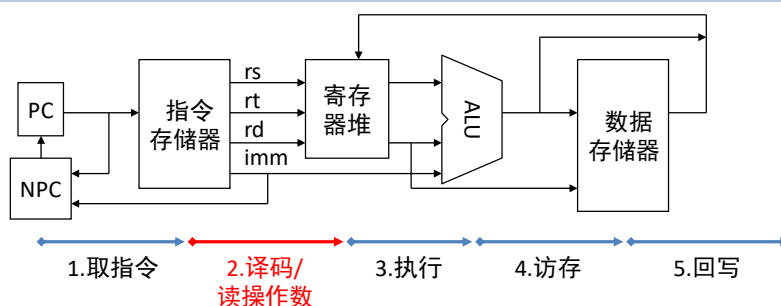 PC
NPC
指令
存储器
rs
rt
rd
imm
寄存
器堆
ALU
数据
存储器
1.取指令
2.译码/
读操作数
3.执行
4.访存
5.回写